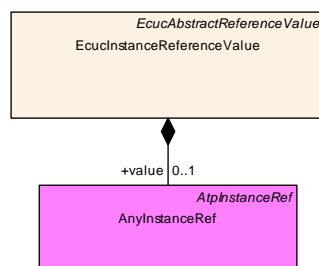 EcucAbstractReferenceValue
EcucInstanceReferenceValue
+value 0..1
AtpInstanceRef
AnyInstanceRef